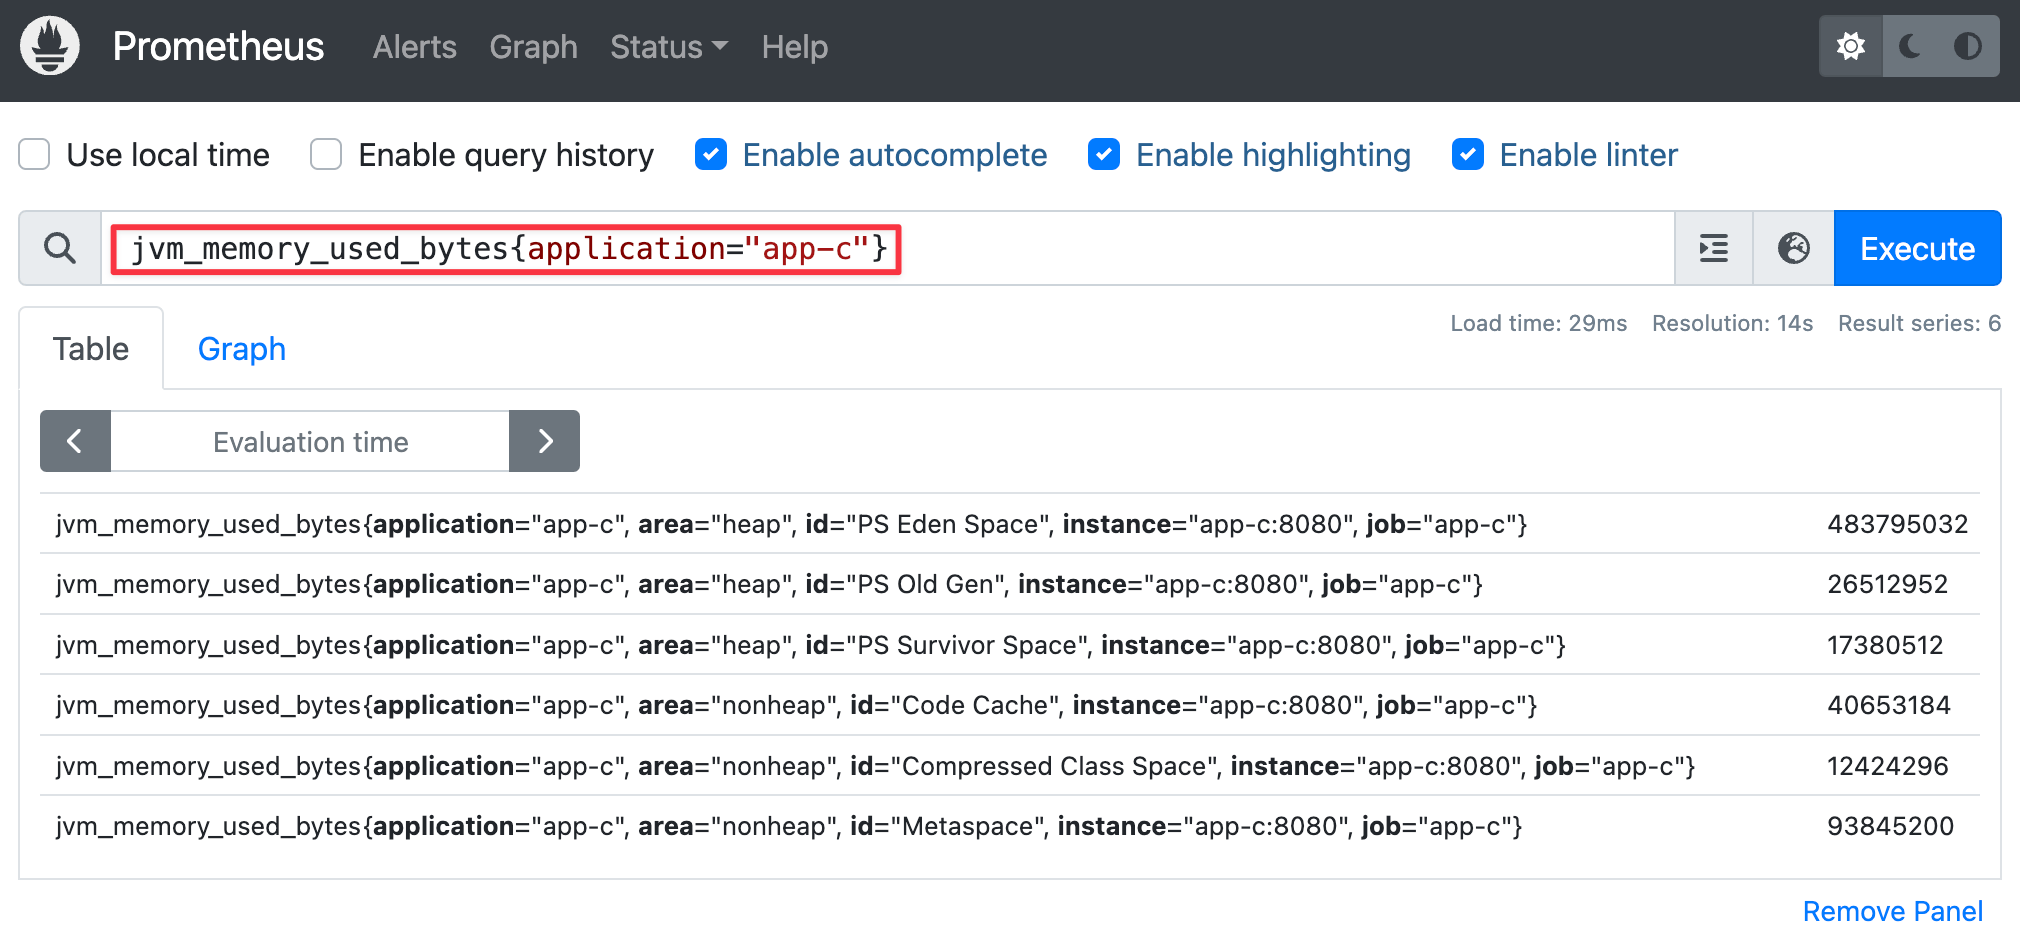 Prometheus Alerts Graph Status Help
Use local time Enable query history Enable autocomplete Enable highlighting Enable linter
jvm_memory_used_bytes{application="app-c"} Execute
Table Graph Load time: 29ms Resolution: 14s Result series: 6
Evaluation time
jvm_memory_used_bytes{application="app-c", area="heap", id="PS Eden Space", instance="app-c:8080", job="app-c"} 483795032
jvm_memory_used_bytes{application="app-c", area="heap", id="PS Old Gen", instance="app-c:8080", job="app-c"} 26512952
jvm_memory_used_bytes{application="app-c", area="heap", id="PS Survivor Space", instance="app-c:8080", job="app-c"} 17380512
jvm_memory_used_bytes{application="app-c", area="nonheap", id="Code Cache", instance="app-c:8080", job="app-c"} 40653184
jvm_memory_used_bytes{application="app-c", area="nonheap", id="Compressed Class Space", instance="app-c:8080", job="app-c"} 12424296
jvm_memory_used_bytes{application="app-c", area="nonheap", id="Metaspace", instance="app-c:8080", job="app-c"} 93845200
Remove Panel